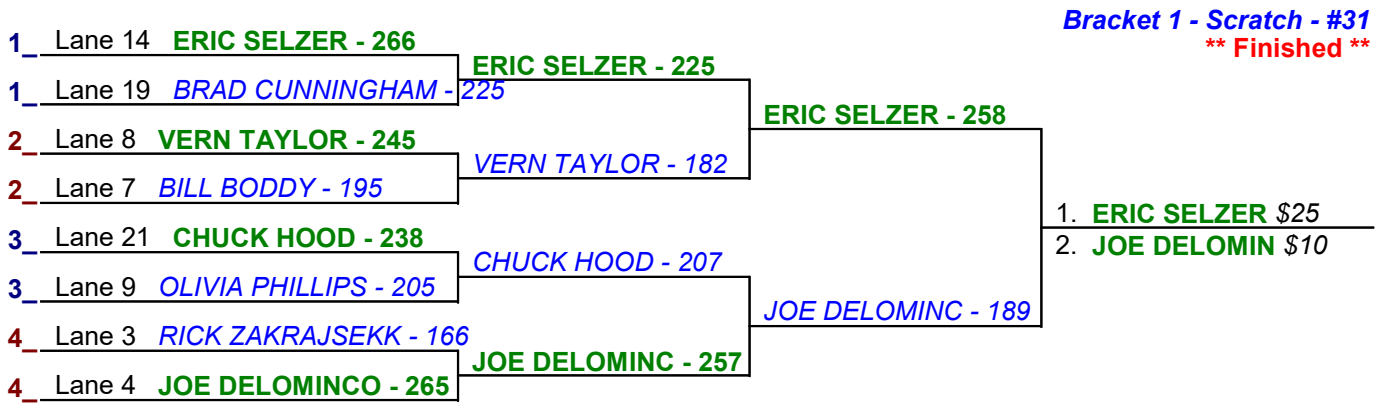 Bracket 1 - Scratch - #31
** Finished **
1_ Lane 14 ERIC SELZER - 266
ERIC SELZER - 225
1_ Lane 19 BRAD CUNNINGHAM - 225
ERIC SELZER - 258
2_ Lane 8 VERN TAYLOR - 245
VERN TAYLOR - 182
2_ Lane 7 BILL BODDY - 195
1. ERIC SELZER $25
3_ Lane 21 CHUCK HOOD - 238
2. JOE DELOMIN $10
CHUCK HOOD - 207
3_ Lane 9 OLIVIA PHILLIPS - 205
JOE DELOMINC - 189
4_ Lane 3 RICK ZAKRAJSEKK - 166
JOE DELOMINC - 257
4_ Lane 4 JOE DELOMINCO - 265